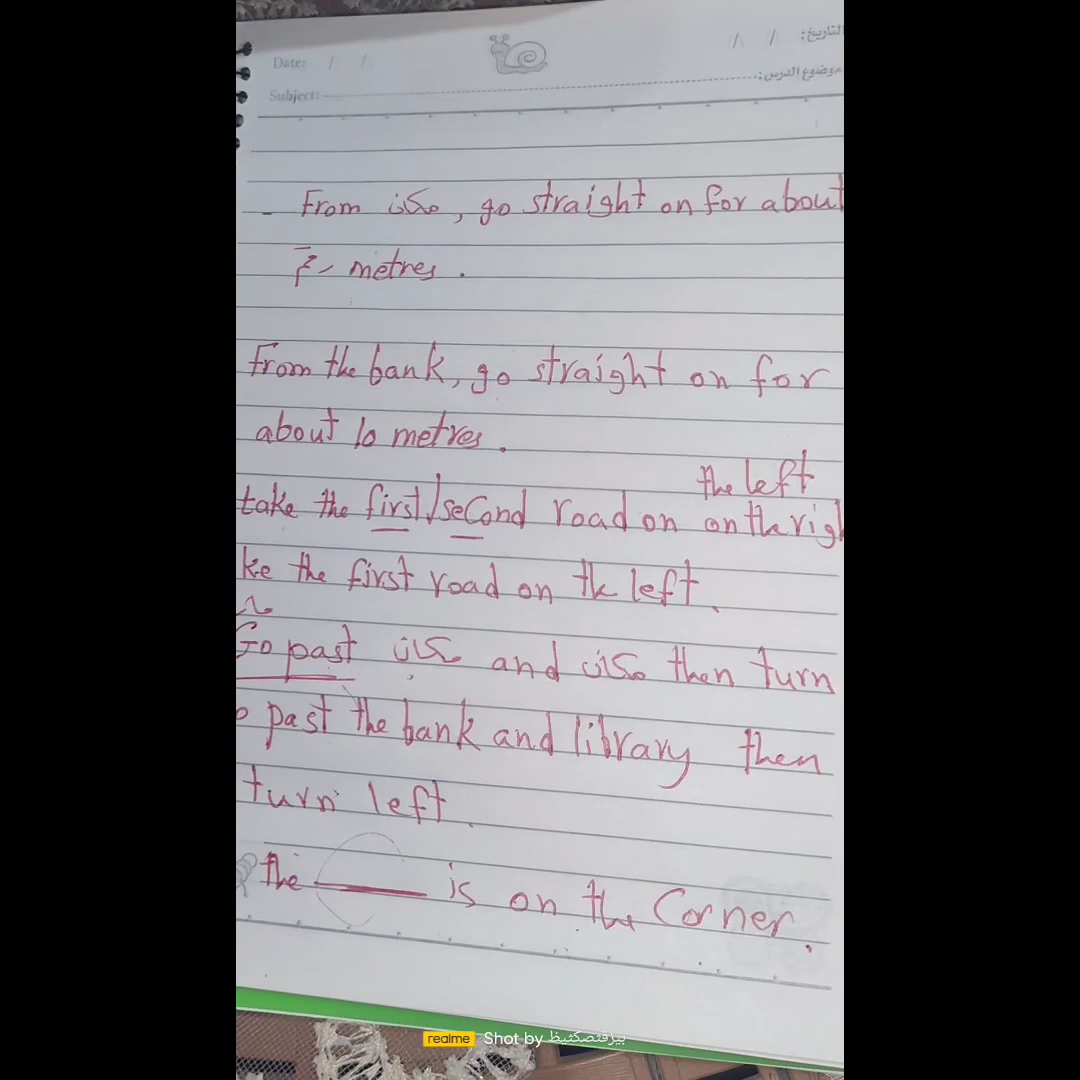 التاريخ: / /
Date: / /
موضوع الدرس:
Subject:
- From مكان, go straight on for about
metres.
From the bank, go straight on for
about 10 metres.
the left
take the first/second road on on the righ
ke the first road on the left.
Go past مكان and مكان then turn
o past the bank and library then
turn left.
the ____ is on the Corner.
realme Shot by بيرقنصكثيظ